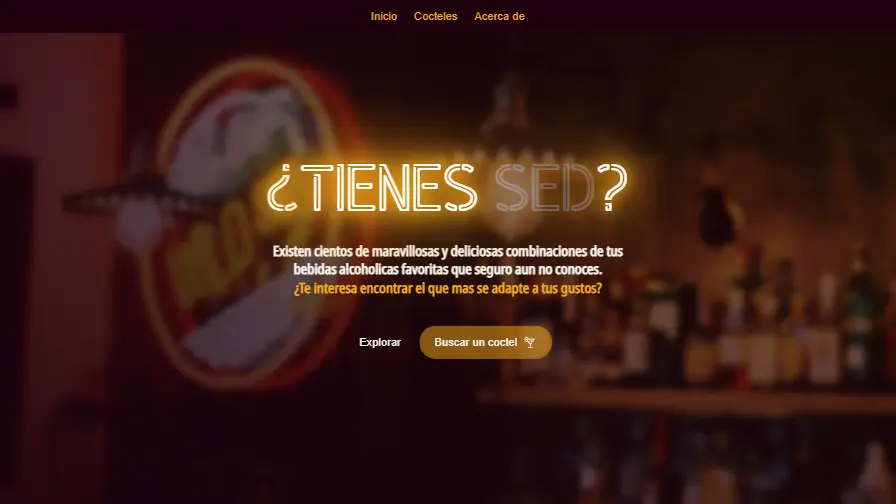 Inicio Cocteles Acerca de
¿TIENES SED?
Existen cientos de maravillosas y deliciosas combinaciones de tus
bebidas alcoholicas favoritas que seguro aun no conoces.
¿Te interesa encontrar el que mas se adapte a tus gustos?
Explorar Buscar un coctel